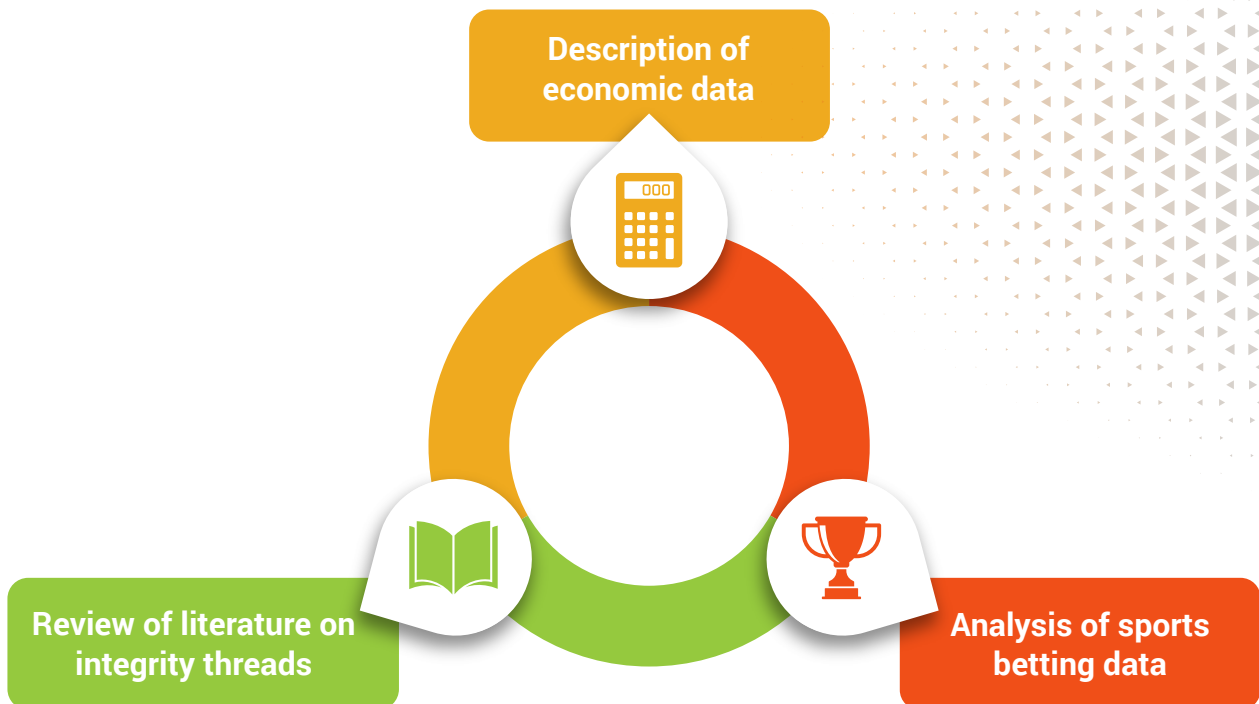 Description of
economic data
000
Review of literature on
integrity threads
Analysis of sports
betting data